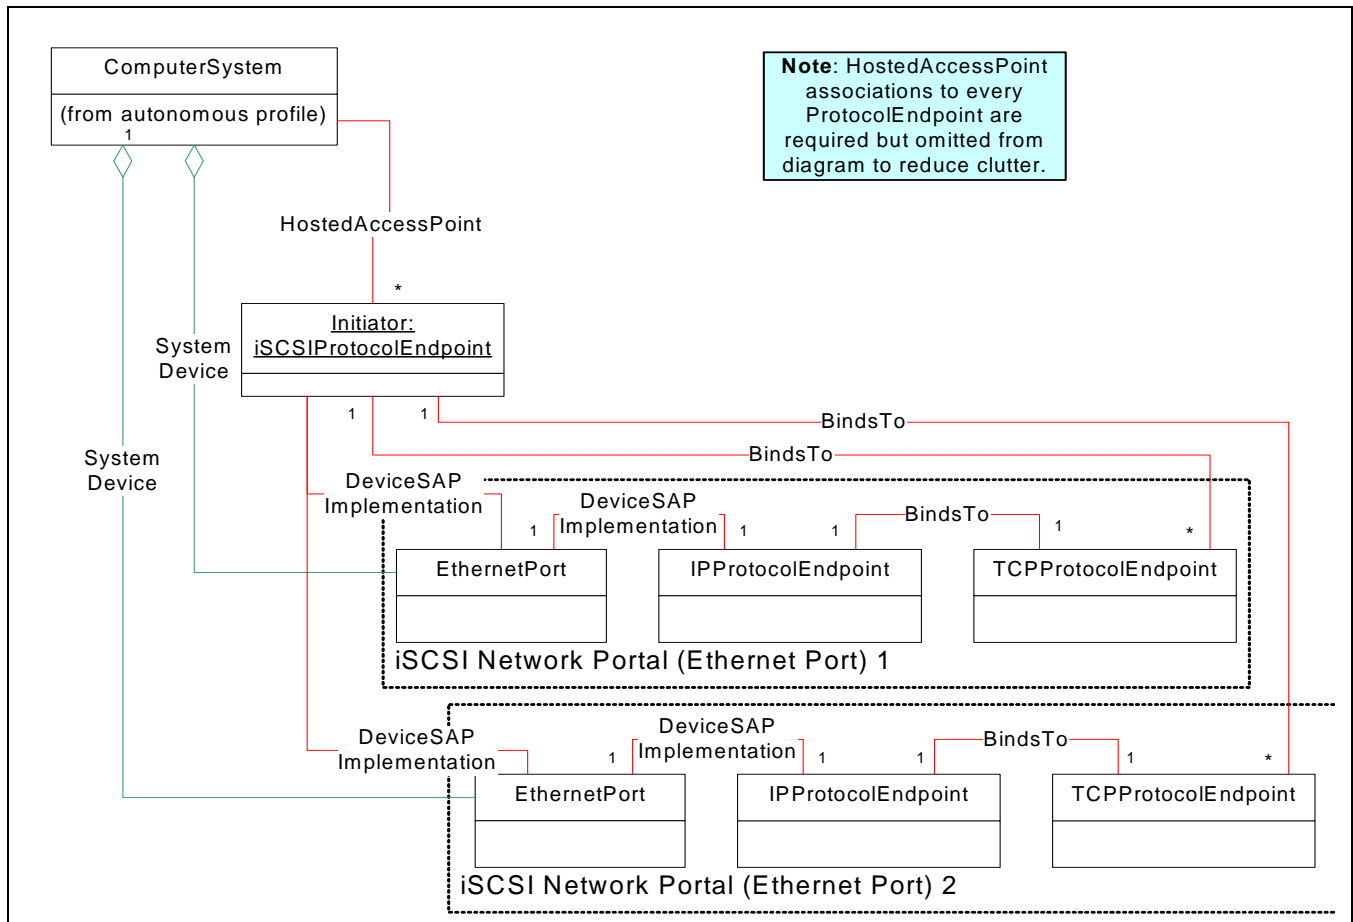 ComputerSystem
(from autonomous profile)
1
Note: HostedAccessPoint
associations to every
ProtocolEndpoint are
required but omitted from
diagram to reduce clutter.
HostedAccessPoint
*
Initiator:
iSCSIProtocolEndpoint
System
Device
1
1
BindsTo
BindsTo
System
Device
DeviceSAP
Implementation
DeviceSAP
Implementation
BindsTo
1
1
1
1
*
EthernetPort
IPProtocolEndpoint
TCPProtocolEndpoint
iSCSI Network Portal (Ethernet Port) 1
DeviceSAP
Implementation
DeviceSAP
Implementation
BindsTo
1
1
1
1
*
EthernetPort
IPProtocolEndpoint
TCPProtocolEndpoint
iSCSI Network Portal (Ethernet Port) 2